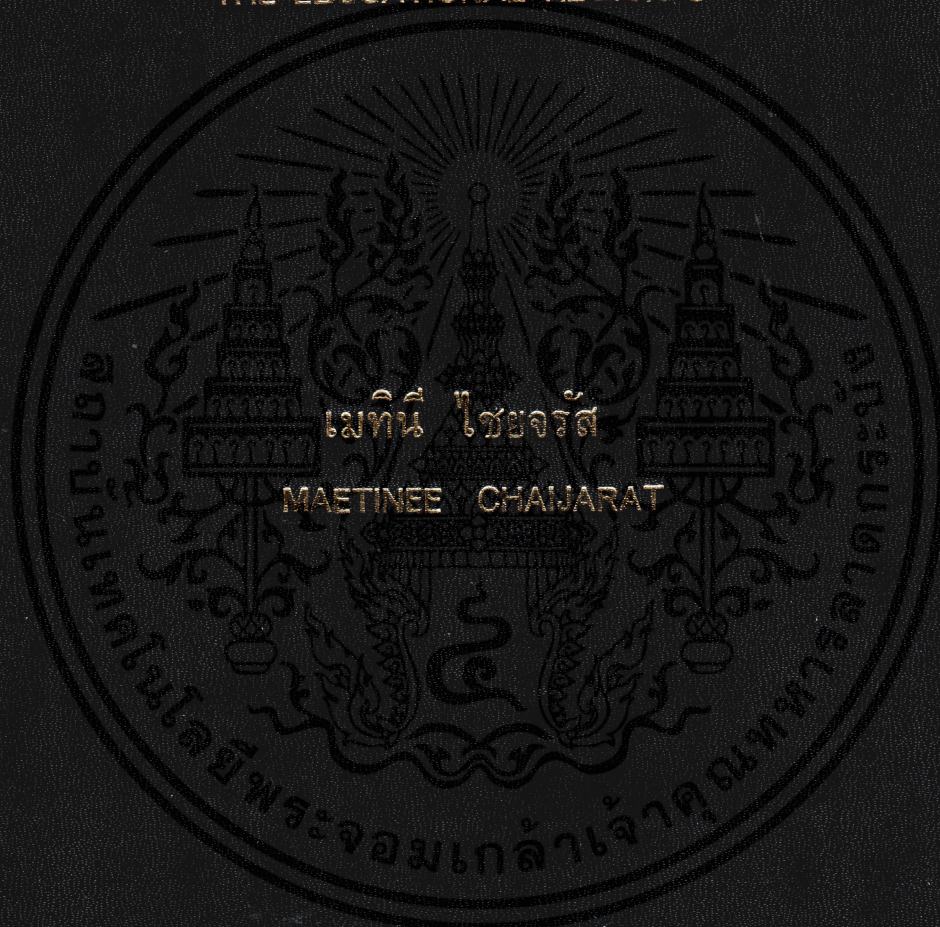 THE EDUCATIONAL
เมทินี ไชยจรัส
MAETINEE CHAIJARAT
สถาบันเทคโนโลยีพระจอมเกล้าเจ้าคุณทหารลาดกระบัง